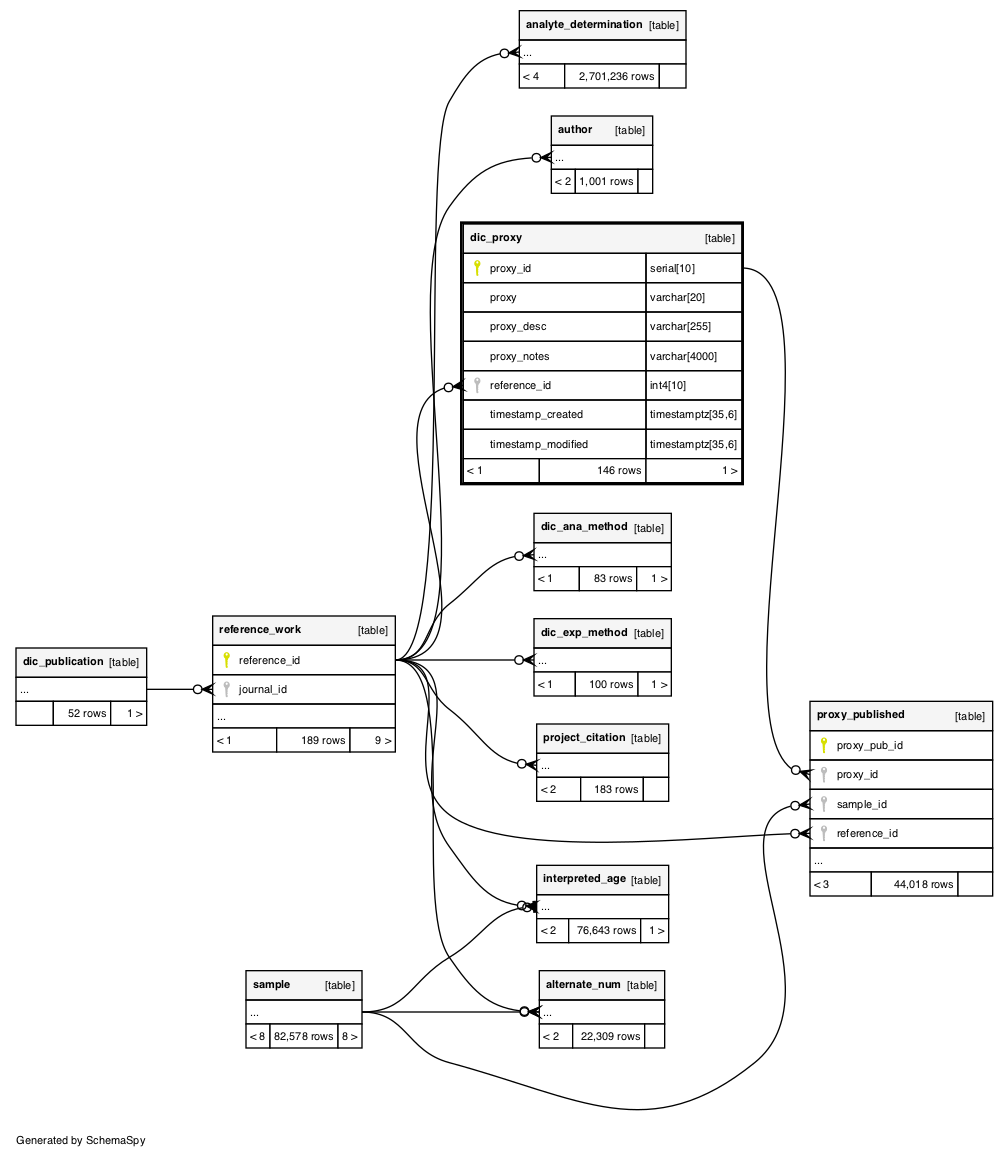 analyte_determination [table]
...
< 4 2,701,236 rows
author [table]
...
< 2 1,001 rows
dic_proxy [table]
proxy_id serial[10]
proxy varchar[20]
proxy_desc varchar[255]
proxy_notes varchar[4000]
reference_id int4[10]
timestamp_created timestamptz[35,6]
timestamp_modified timestamptz[35,6]
< 1 146 rows 1 >
dic_ana_method [table]
...
< 1 83 rows 1 >
dic_exp_method [table]
...
< 1 100 rows 1 >
reference_work [table]
reference_id
journal_id
...
< 1 189 rows 9 >
dic_publication [table]
...
52 rows 1 >
project_citation [table]
...
< 2 183 rows
proxy_published [table]
proxy_pub_id
proxy_id
sample_id
reference_id
...
< 3 44,018 rows
interpreted_age [table]
...
< 2 76,643 rows 1 >
sample [table]
...
< 8 82,578 rows 8 >
alternate_num [table]
...
< 2 22,309 rows
Generated by SchemaSpy